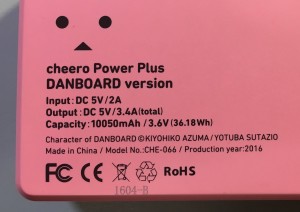 cheero Power Plus
DANBOARD version
Input: DC 5V/2A
Output: DC 5V/3.4A(total)
Capacity: 10050mAh / 3.6V (36.18Wh)
Character of DANBOARD ©KIYOHIKO AZUMA / YOTUBA SUTAZIO
Made in China / Model No.: CHE-066 / Production year:2016
FC CE RoHS
1604-B